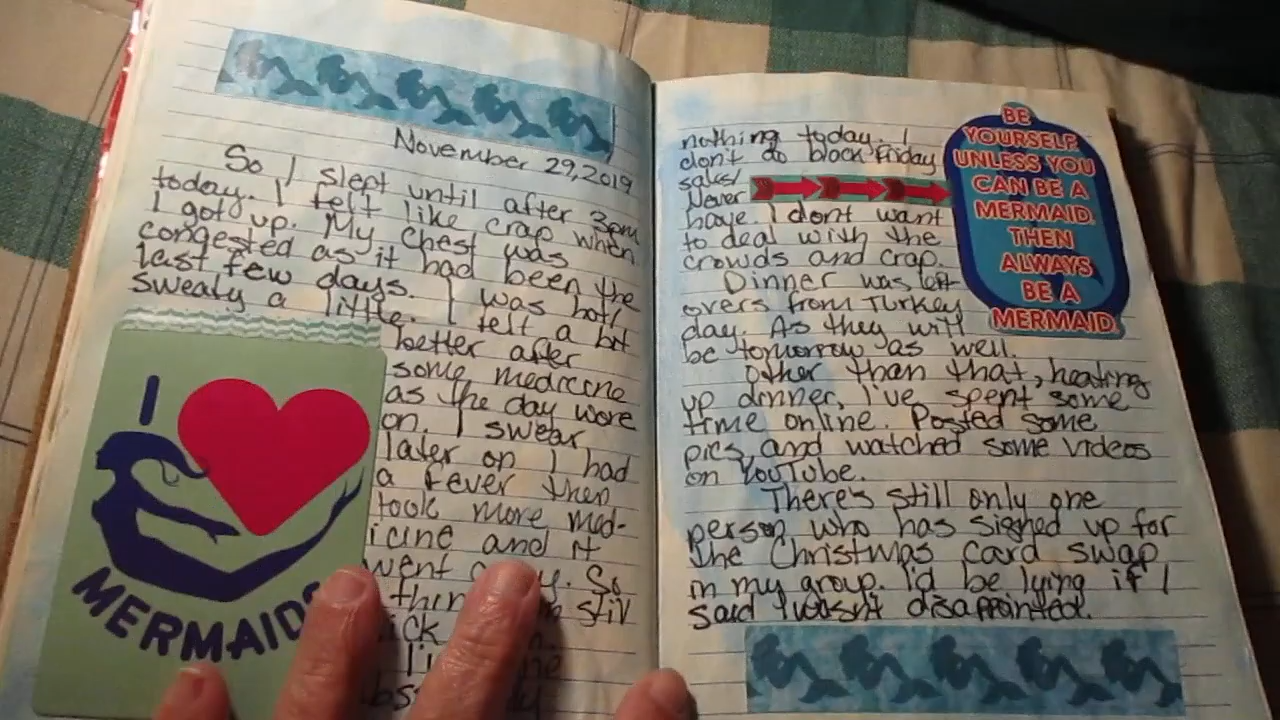 November 29, 2019
So I slept until after 3pm
today. I felt like crap when
I got up. My chest was
congested as it had been the
last few days. I was hot/
sweaty a little. I felt a bit
better after
some medicine
as the day wore
on. I swear
later on I had
a fever then
took more med-
icine and it
went So
I
MERMAIDS
nothing today. I
don't do block Friday
sales/
Never
have. I dont want
to deal with the
crowds and crap.
Dinner was left-
overs from Turkey
day. As they will
be tomorrow as well.
Other than that, heating
up dinner, I've spent some
time online. Posted some
pics, and watched some videos
on YouTube.
There's still only one
person who has signed up for
the Christmas card swap
in my group. I'd be lying if I
said I wasn't disappointed.
BE
YOURSELF
UNLESS YOU
CAN BE A
MERMAID.
THEN
ALWAYS
BE A
MERMAID.